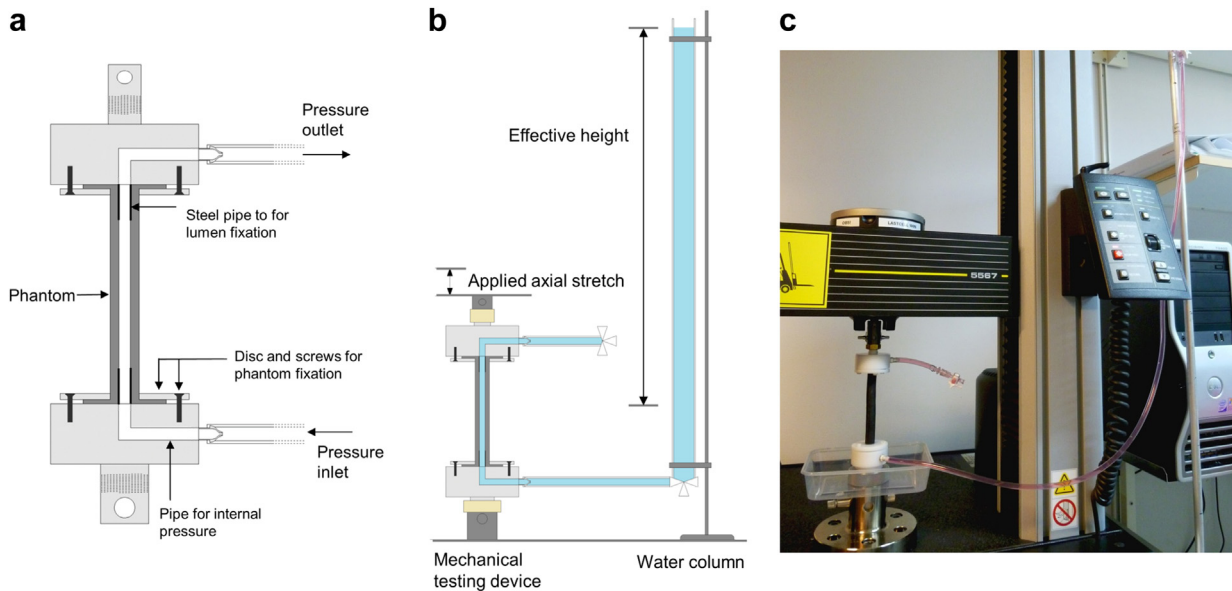 a
Pressure
outlet
Steel pipe to for
lumen fixation
Phantom
Disc and screws for
phantom fixation
Pressure
inlet
Pipe for internal
pressure
b
Effective height
Applied axial stretch
Mechanical
testing device
Water column
c
5567